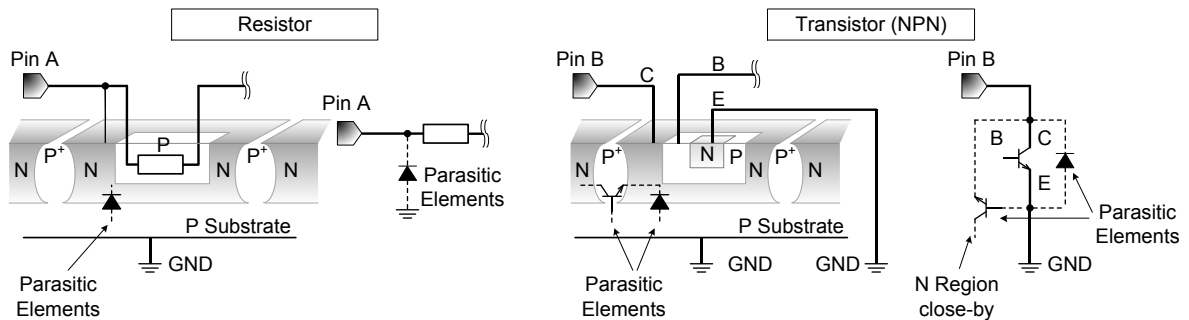 Resistor
Pin A
N
P+
N
P
N
P+
N
P Substrate
GND
Parasitic
Elements
Pin A
Parasitic
Elements
Transistor (NPN)
Pin B
C
B
E
N
P+
N
N
P
N
P+
N
P Substrate
GND
GND
Parasitic
Elements
Pin B
B
C
E
Parasitic
Elements
GND
N Region
close-by